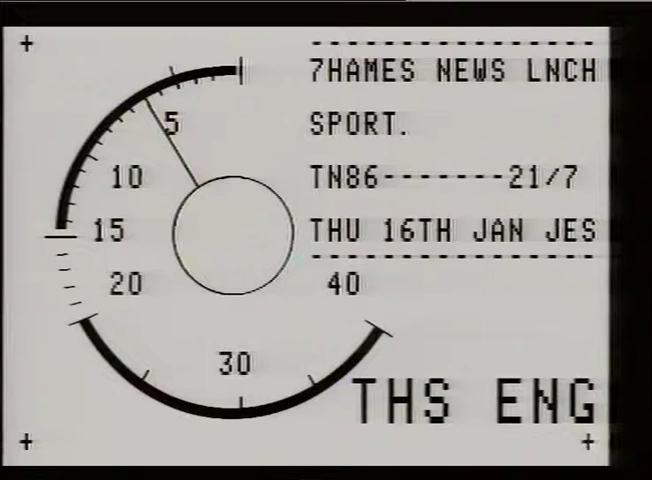 7HAMES NEWS LNCH
SPORT.
TN86-------21/7
THU 16TH JAN JES
5
10
15
20
30
40
THS ENG